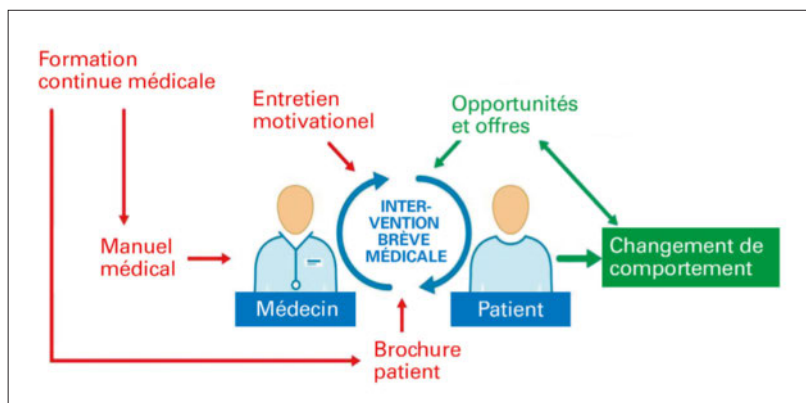 Formation
continue médicale
Entretien
motivationel
Opportunités
et offres
INTER-
VENTION
BRÈVE
MÉDICALE
Manuel
médical
Changement de
comportement
Médecin
Patient
Brochure
patient